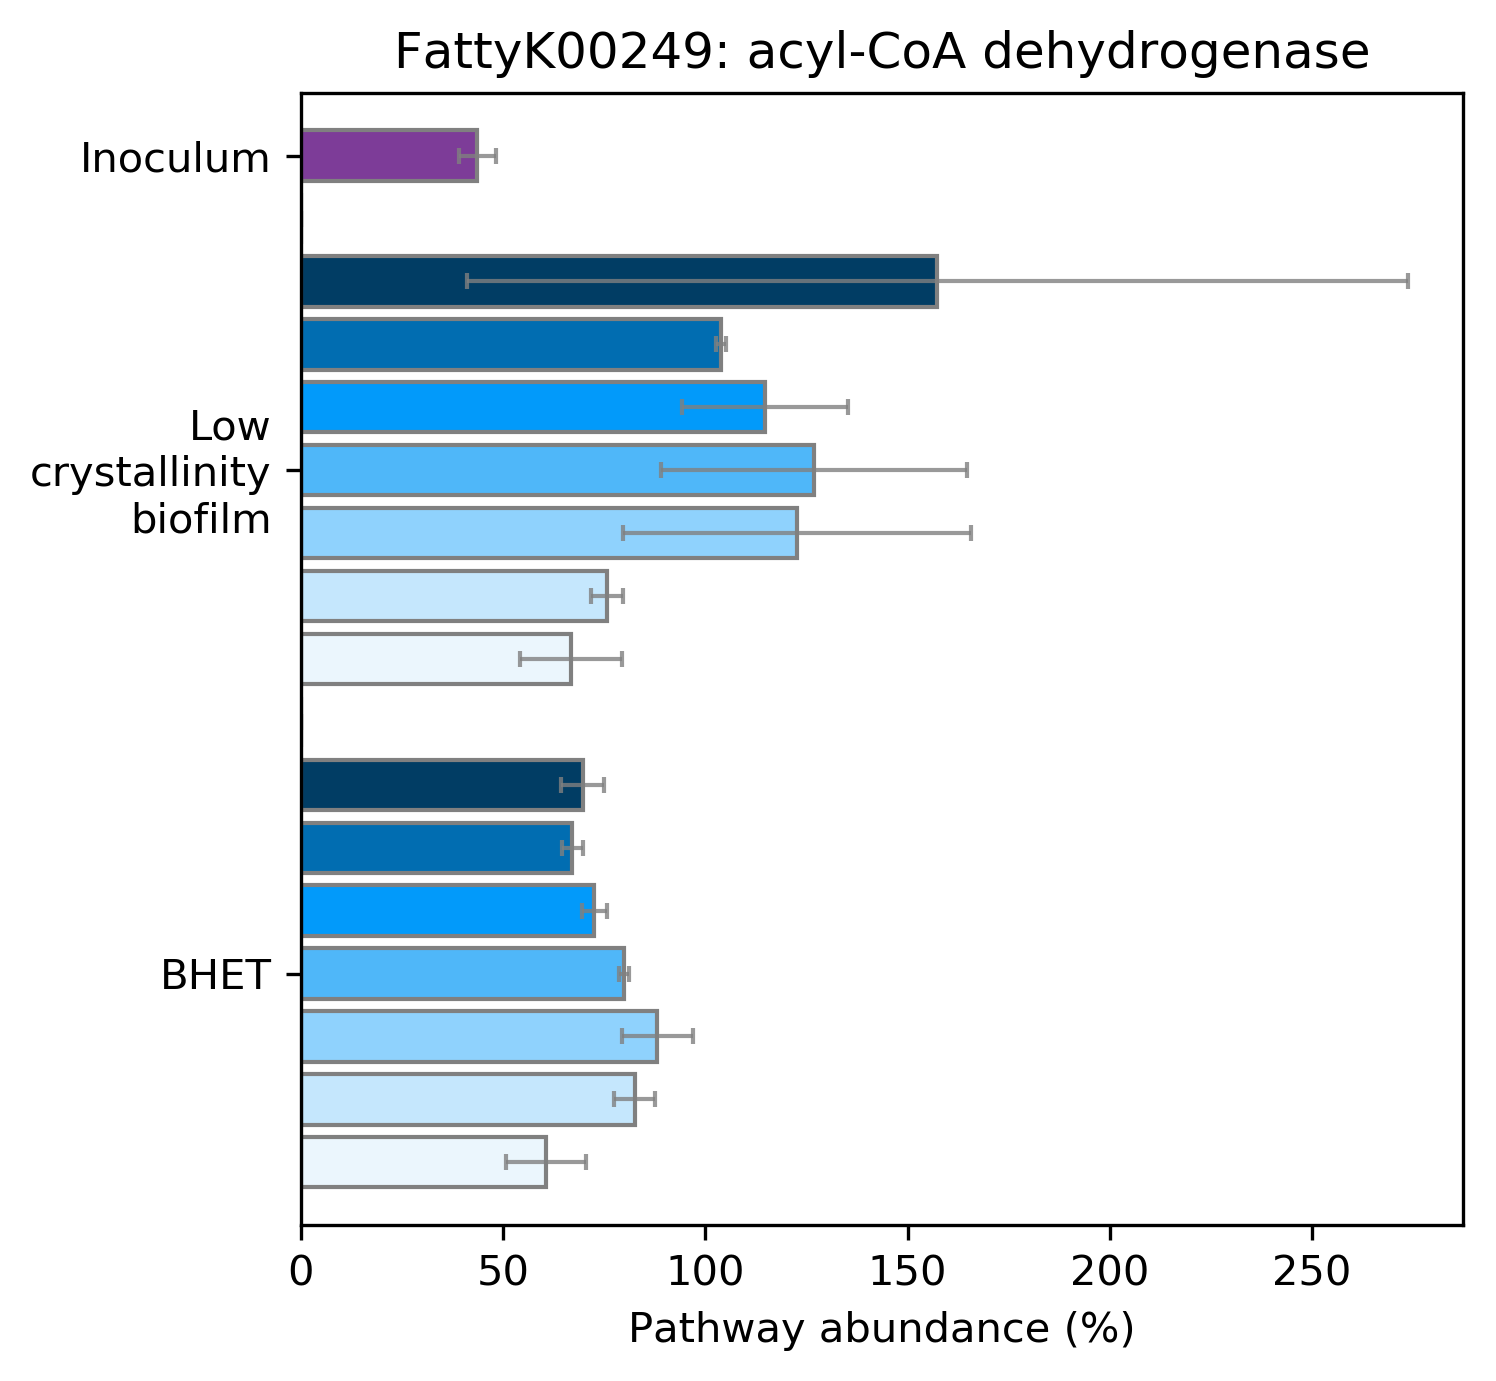 FattyK00249: acyl-CoA dehydrogenase
Inoculum
Low
crystallinity
biofilm
BHET
0 50 100 150 200 250
Pathway abundance (%)